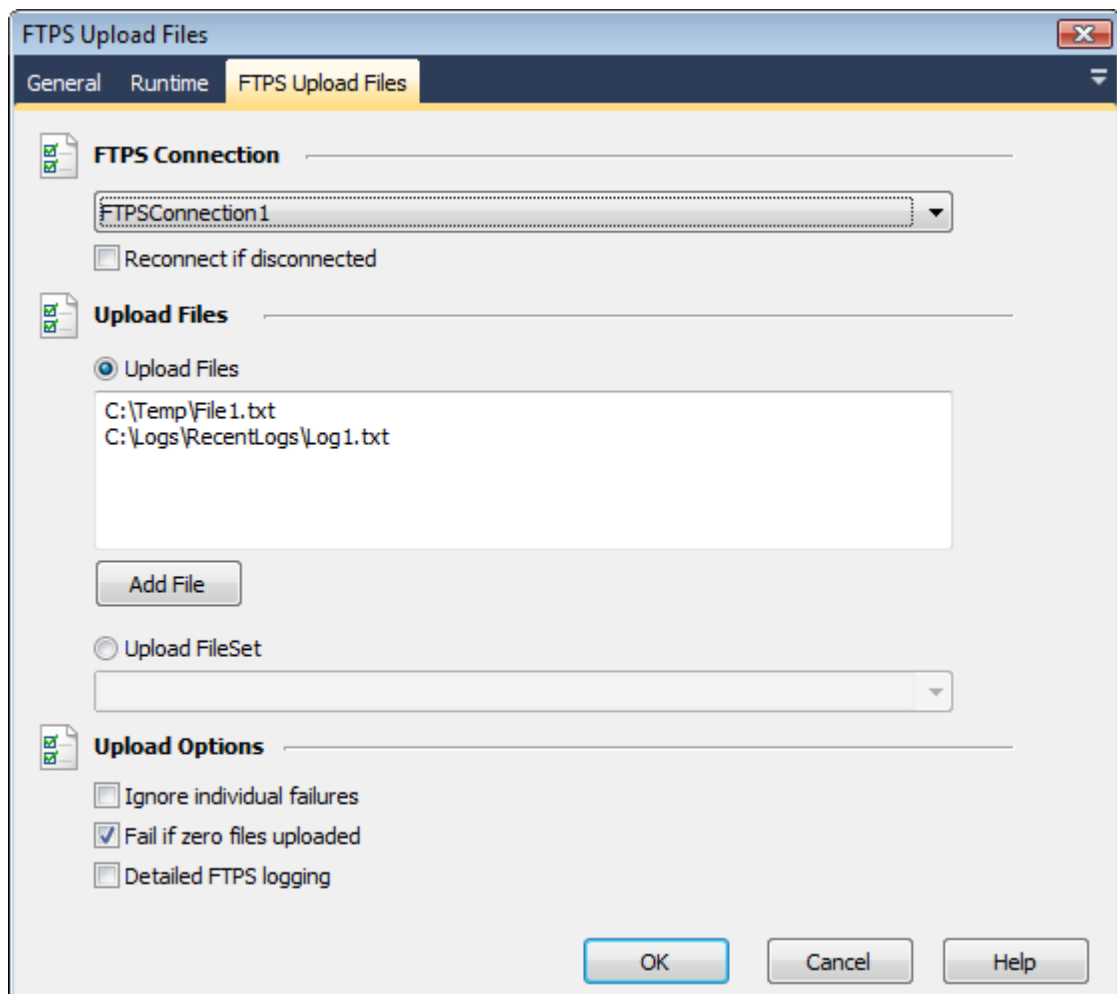 FTPS Upload Files
General Runtime FTPS Upload Files
FTPS Connection
FTPSConnection1
Reconnect if disconnected
Upload Files
Upload Files
C:\Temp\File1.txt
C:\Logs\RecentLogs\Log1.txt
Add File
Upload FileSet
Upload Options
Ignore individual failures
Fail if zero files uploaded
Detailed FTPS logging
OK Cancel Help